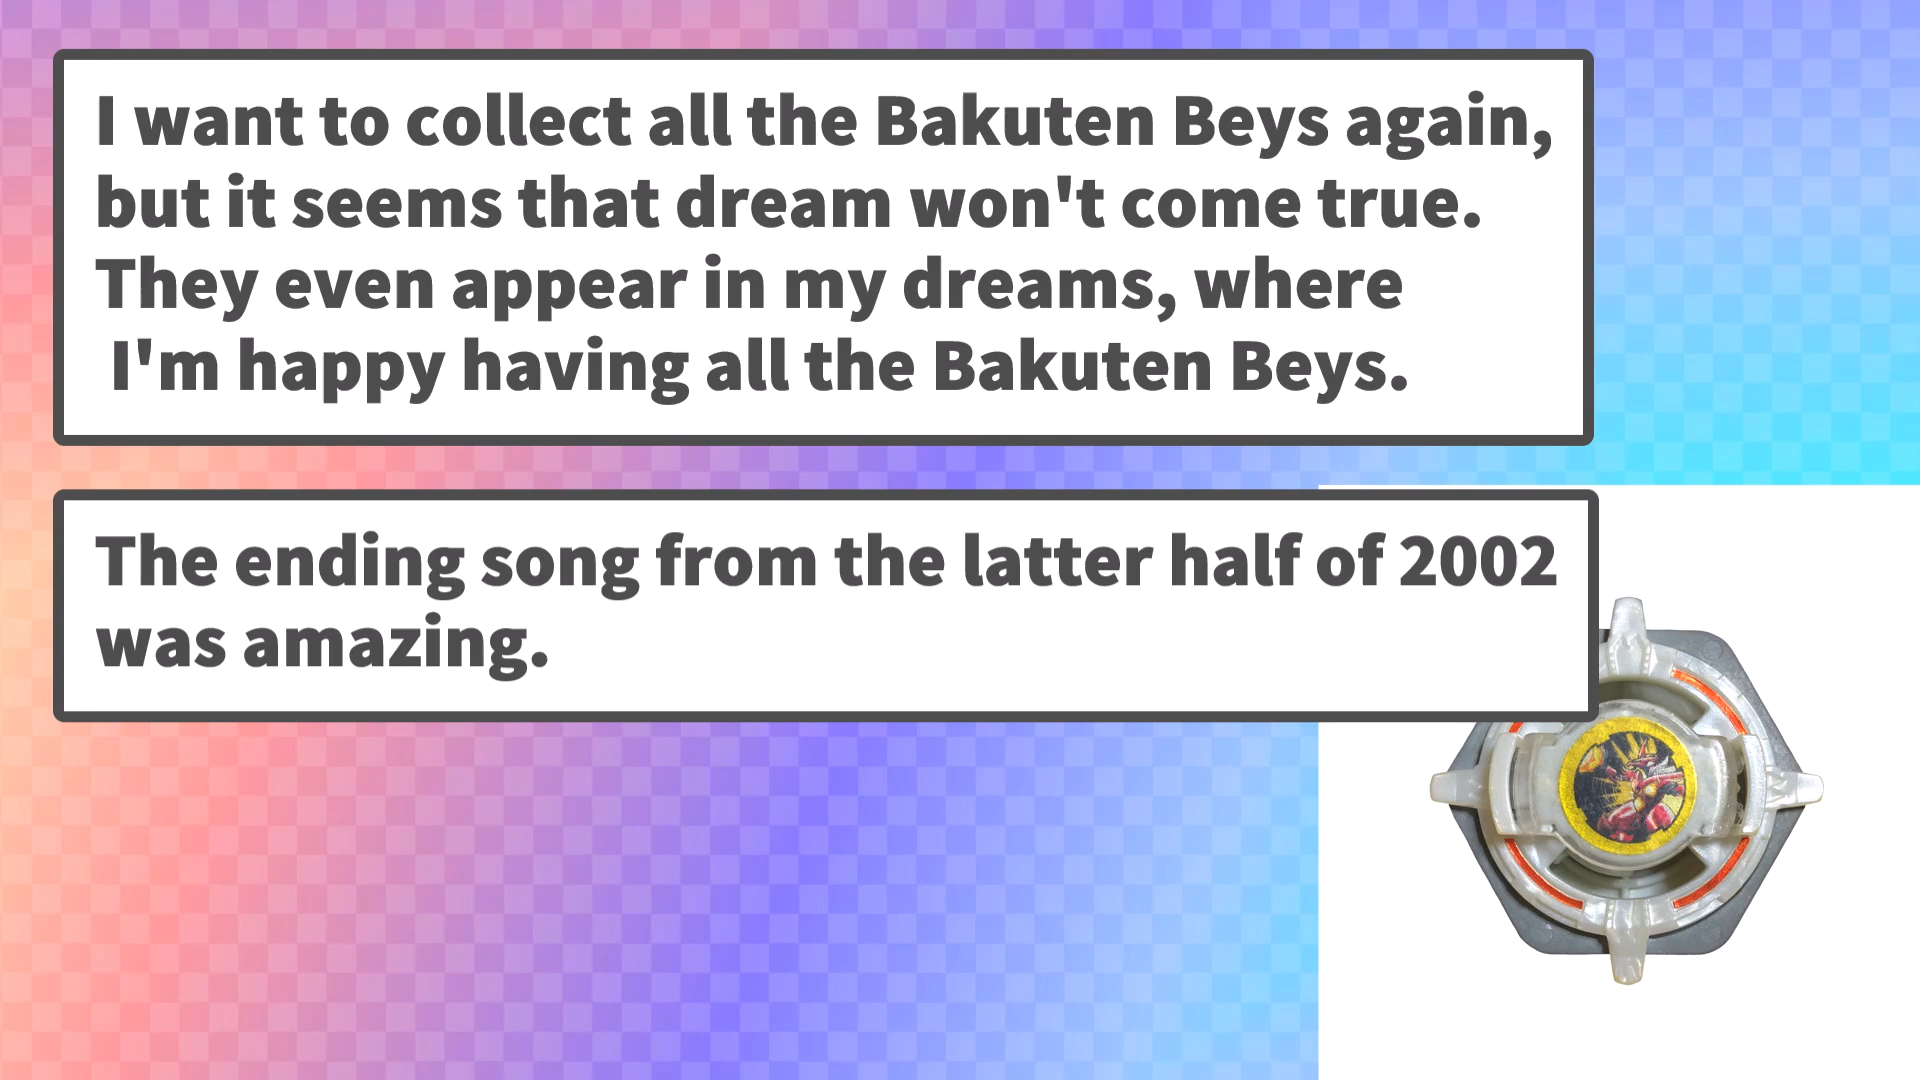 I want to collect all the Bakuten Beys again,
but it seems that dream won't come true.
They even appear in my dreams, where
I'm happy having all the Bakuten Beys.
The ending song from the latter half of 2002
was amazing.